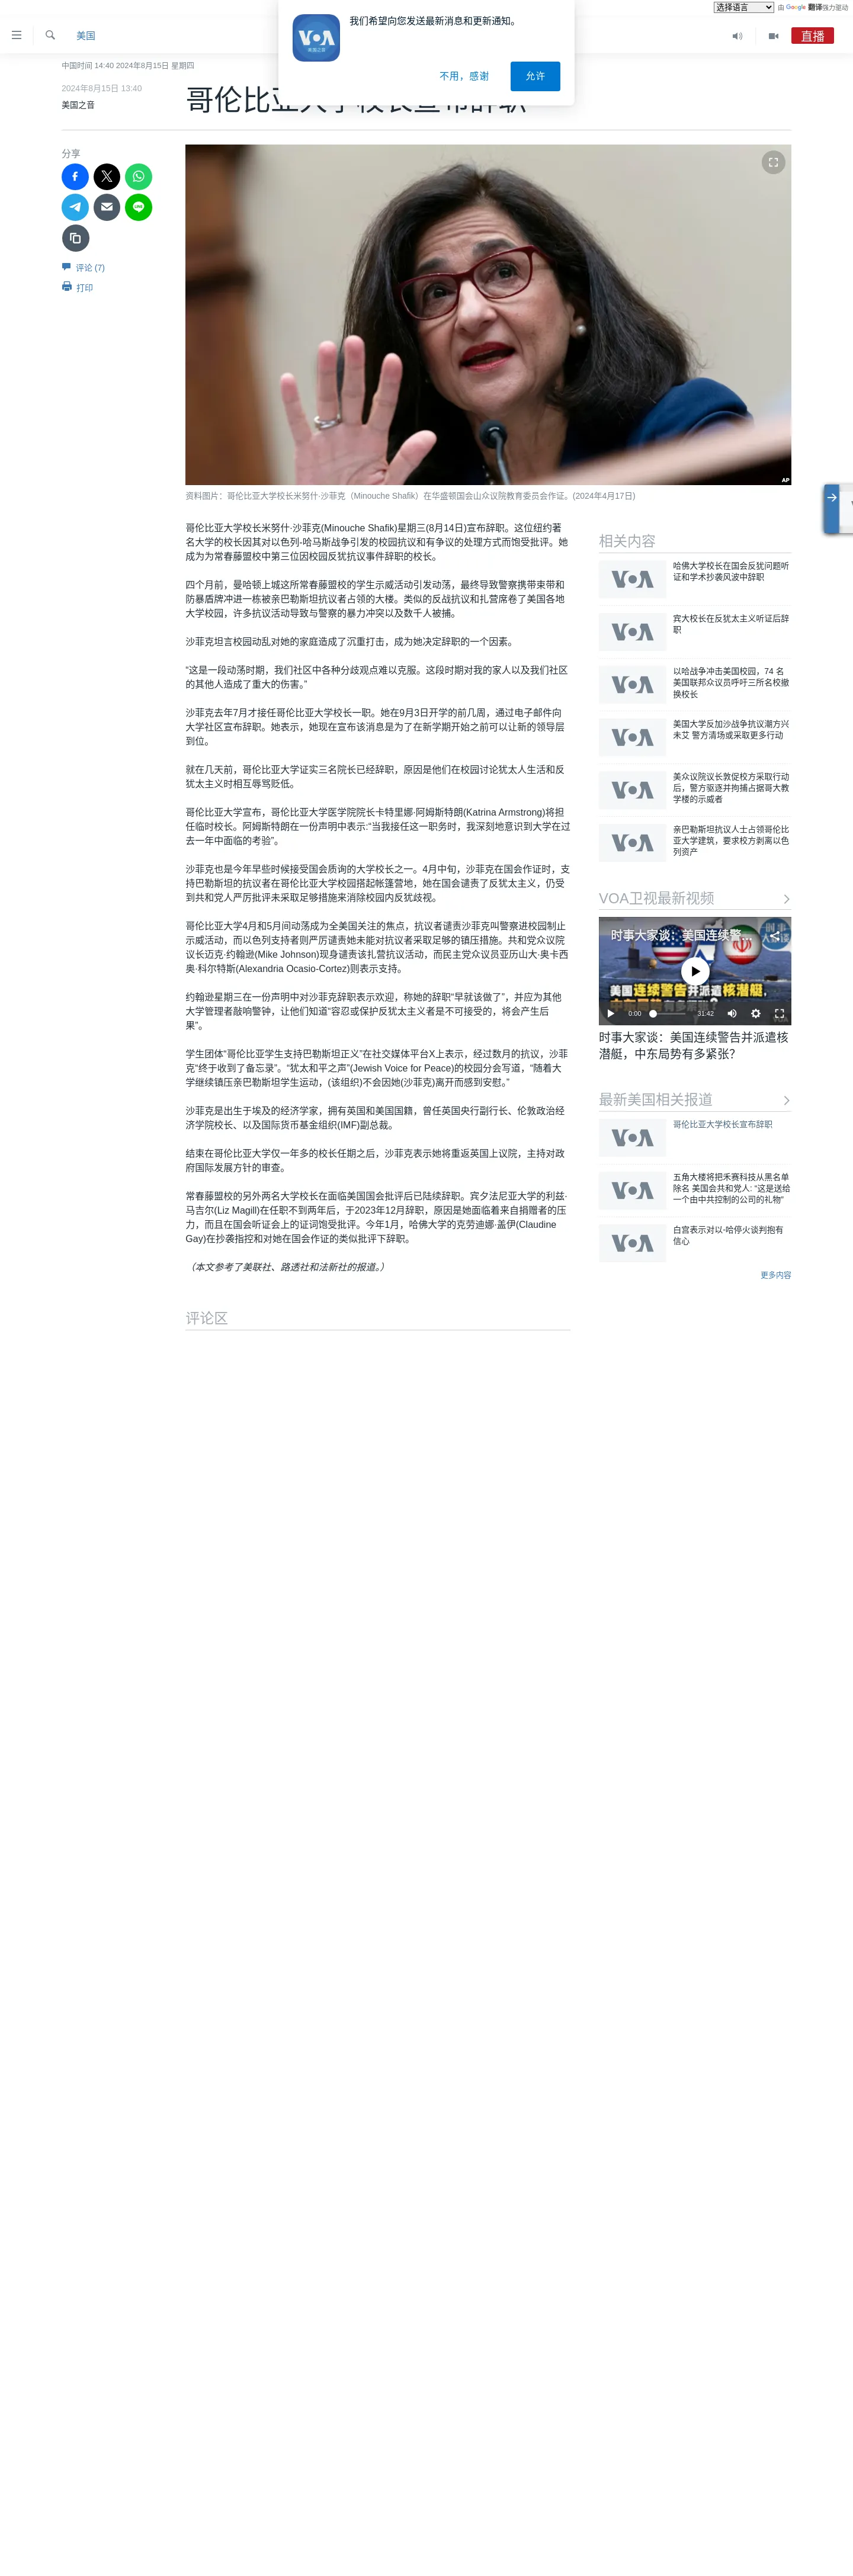 选择语言 由 Google 翻译强力驱动
我们希望向您发送最新消息和更新通知。
VOA
美国之音
不用，感谢 允许
美国
直播
中国时间 14:40 2024年8月15日 星期四
2024年8月15日 13:40
美国之音
哥伦比亚大学校长宣布辞职
分享
评论 (7)
打印
AP
资料图片：哥伦比亚大学校长米努什·沙菲克（Minouche Shafik）在华盛顿国会山众议院教育委员会作证。(2024年4月17日)
哥伦比亚大学校长米努什·沙菲克(Minouche Shafik)星期三(8月14日)宣布辞职。这位纽约著
名大学的校长因其对以色列-哈马斯战争引发的校园抗议和有争议的处理方式而饱受批评。她
成为为常春藤盟校中第三位因校园反犹抗议事件辞职的校长。
四个月前，曼哈顿上城这所常春藤盟校的学生示威活动引发动荡，最终导致警察携带束带和
防暴盾牌冲进一栋被亲巴勒斯坦抗议者占领的大楼。类似的反战抗议和扎营席卷了美国各地
大学校园，许多抗议活动导致与警察的暴力冲突以及数千人被捕。
沙菲克坦言校园动乱对她的家庭造成了沉重打击，成为她决定辞职的一个因素。
“这是一段动荡时期，我们社区中各种分歧观点难以克服。这段时期对我的家人以及我们社区
的其他人造成了重大的伤害。”
沙菲克去年7月才接任哥伦比亚大学校长一职。她在9月3日开学的前几周，通过电子邮件向
大学社区宣布辞职。她表示，她现在宣布该消息是为了在新学期开始之前可以让新的领导层
到位。
就在几天前，哥伦比亚大学证实三名院长已经辞职，原因是他们在校园讨论犹太人生活和反
犹太主义时相互辱骂贬低。
哥伦比亚大学宣布，哥伦比亚大学医学院院长卡特里娜·阿姆斯特朗(Katrina Armstrong)将担
任临时校长。阿姆斯特朗在一份声明中表示:“当我接任这一职务时，我深刻地意识到大学在过
去一年中面临的考验”。
沙菲克也是今年早些时候接受国会质询的大学校长之一。4月中旬，沙菲克在国会作证时，支
持巴勒斯坦的抗议者在哥伦比亚大学校园搭起帐篷营地，她在国会谴责了反犹太主义，仍受
到共和党人严厉批评未采取足够措施来消除校园内反犹歧视。
哥伦比亚大学4月和5月间动荡成为全美国关注的焦点，抗议者谴责沙菲克叫警察进校园制止
示威活动，而以色列支持者则严厉谴责她未能对抗议者采取足够的镇压措施。共和党众议院
议长迈克·约翰逊(Mike Johnson)现身谴责该扎营抗议活动，而民主党众议员亚历山大·奥卡西
奥·科尔特斯(Alexandria Ocasio-Cortez)则表示支持。
约翰逊星期三在一份声明中对沙菲克辞职表示欢迎，称她的辞职“早就该做了”，并应为其他
大学管理者敲响警钟，让他们知道“容忍或保护反犹太主义者是不可接受的，将会产生后
果”。
学生团体“哥伦比亚学生支持巴勒斯坦正义”在社交媒体平台X上表示，经过数月的抗议，沙菲
克“终于收到了备忘录”。“犹太和平之声”(Jewish Voice for Peace)的校园分会写道，“随着大
学继续镇压亲巴勒斯坦学生运动，(该组织)不会因她(沙菲克)离开而感到安慰。”
沙菲克是出生于埃及的经济学家，拥有英国和美国国籍，曾任英国央行副行长、伦敦政治经
济学院校长、以及国际货币基金组织(IMF)副总裁。
结束在哥伦比亚大学仅一年多的校长任期之后，沙菲克表示她将重返英国上议院，主持对政
府国际发展方针的审查。
常春藤盟校的另外两名大学校长在面临美国国会批评后已陆续辞职。宾夕法尼亚大学的利兹·
马吉尔(Liz Magill)在任职不到两年后，于2023年12月辞职，原因是她面临着来自捐赠者的压
力，而且在国会听证会上的证词饱受批评。今年1月，哈佛大学的克劳迪娜·盖伊(Claudine
Gay)在抄袭指控和对她在国会作证的类似批评下辞职。
（本文参考了美联社、路透社和法新社的报道。）
评论区
相关内容
VOA
哈佛大学校长在国会反犹问题听
证和学术抄袭风波中辞职
VOA
宾大校长在反犹太主义听证后辞
职
VOA
以哈战争冲击美国校园，74 名
美国联邦众议员呼吁三所名校撤
换校长
VOA
美国大学反加沙战争抗议潮方兴
未艾 警方清场或采取更多行动
VOA
美众议院议长敦促校方采取行动
后，警方驱逐并拘捕占据哥大教
学楼的示威者
VOA
亲巴勒斯坦抗议人士占领哥伦比
亚大学建筑，要求校方剥离以色
列资产
VOA卫视最新视频
时事大家谈：美国连续警...
美国连续警告并派遣核潜艇，
0:00 31:42
时事大家谈：美国连续警告并派遣核
潜艇，中东局势有多紧张？
最新美国相关报道
VOA
哥伦比亚大学校长宣布辞职
VOA
五角大楼将把禾赛科技从黑名单
除名 美国会共和党人: “这是送给
一个由中共控制的公司的礼物”
VOA
白宫表示对以-哈停火谈判抱有
信心
更多内容